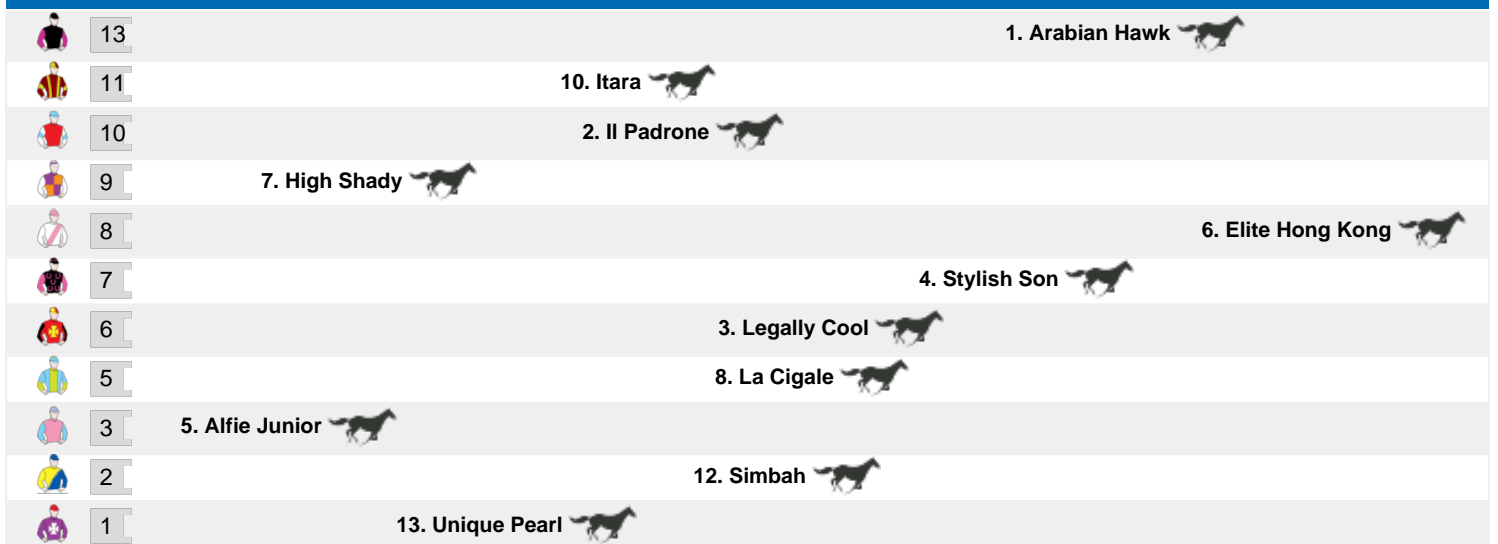 13 1. Arabian Hawk
11 10. Itara
10 2. Il Padrone
9 7. High Shady
8 6. Elite Hong Kong
7 4. Stylish Son
6 3. Legally Cool
5 8. La Cigale
3 5. Alfie Junior
2 12. Simbah
1 13. Unique Pearl